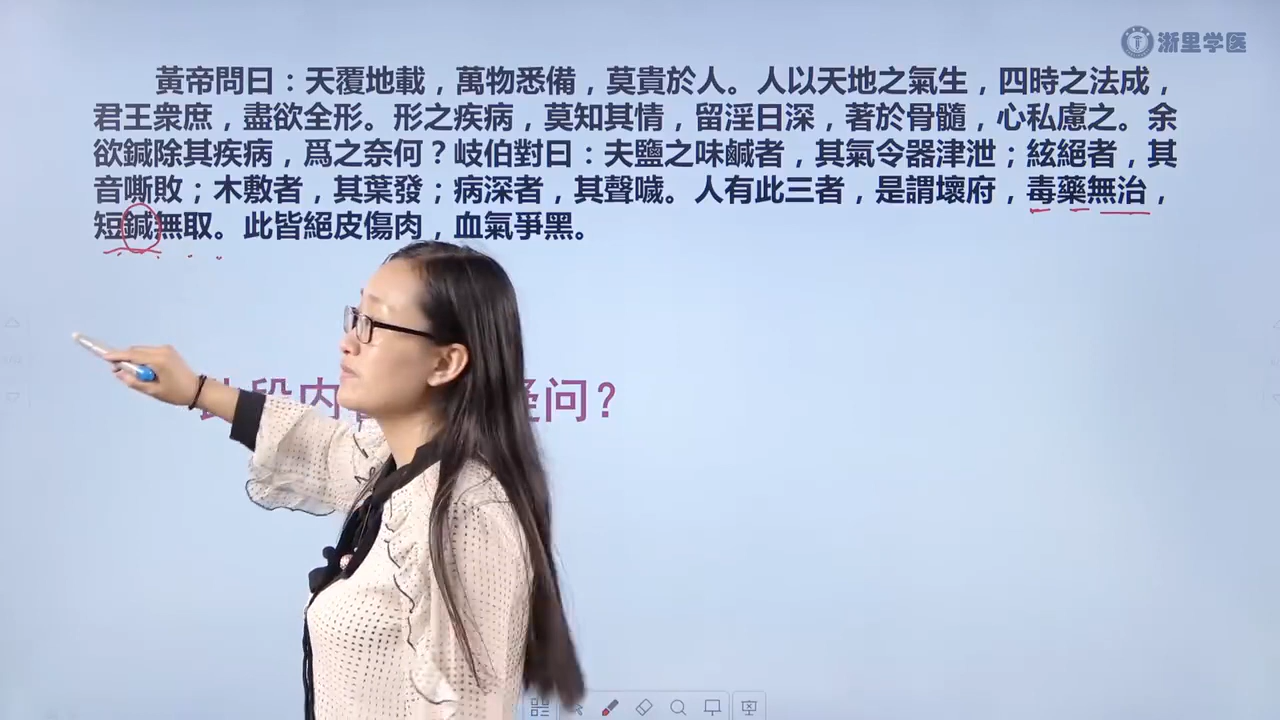 浙里学医
黃帝問曰：天覆地載，萬物悉備，莫貴於人。人以天地之氣生，四時之法成，
君王衆庶，盡欲全形。形之疾病，莫知其情，留淫日深，著於骨髓，心私慮之。余
欲鍼除其疾病，爲之奈何？岐伯對曰：夫鹽之味鹹者，其氣令器津泄；絃絕者，其
音嘶敗；木敷者，其葉發；病深者，其聲噦。人有此三者，是謂壞府，毒藥無治，
短鍼無取。此皆絕皮傷肉，血氣爭黑。
段内 问？